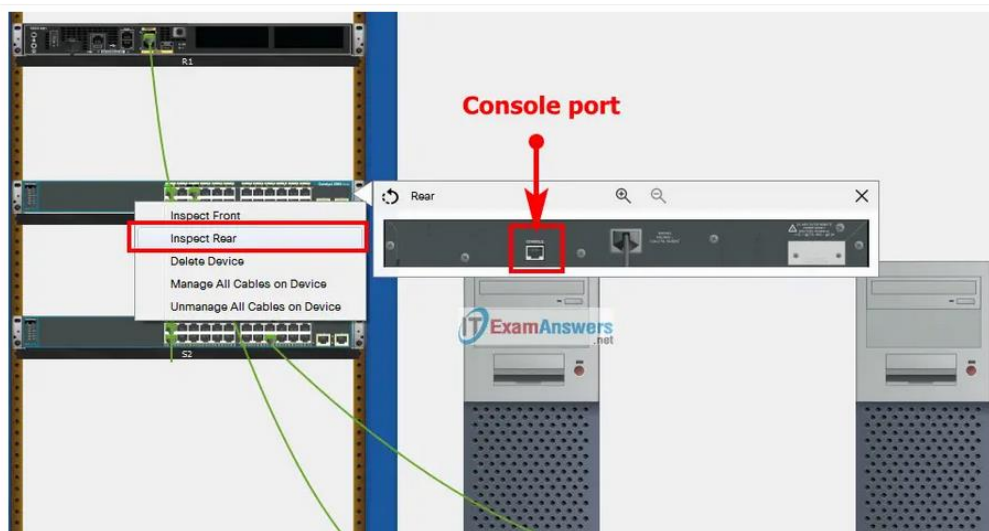 R1
Console port
Rear
Inspect Front
Inspect Rear
Delete Device
Manage All Cables on Device
Unmanage All Cables on Device
CONSOLE
ITExamAnswers
.net
S2